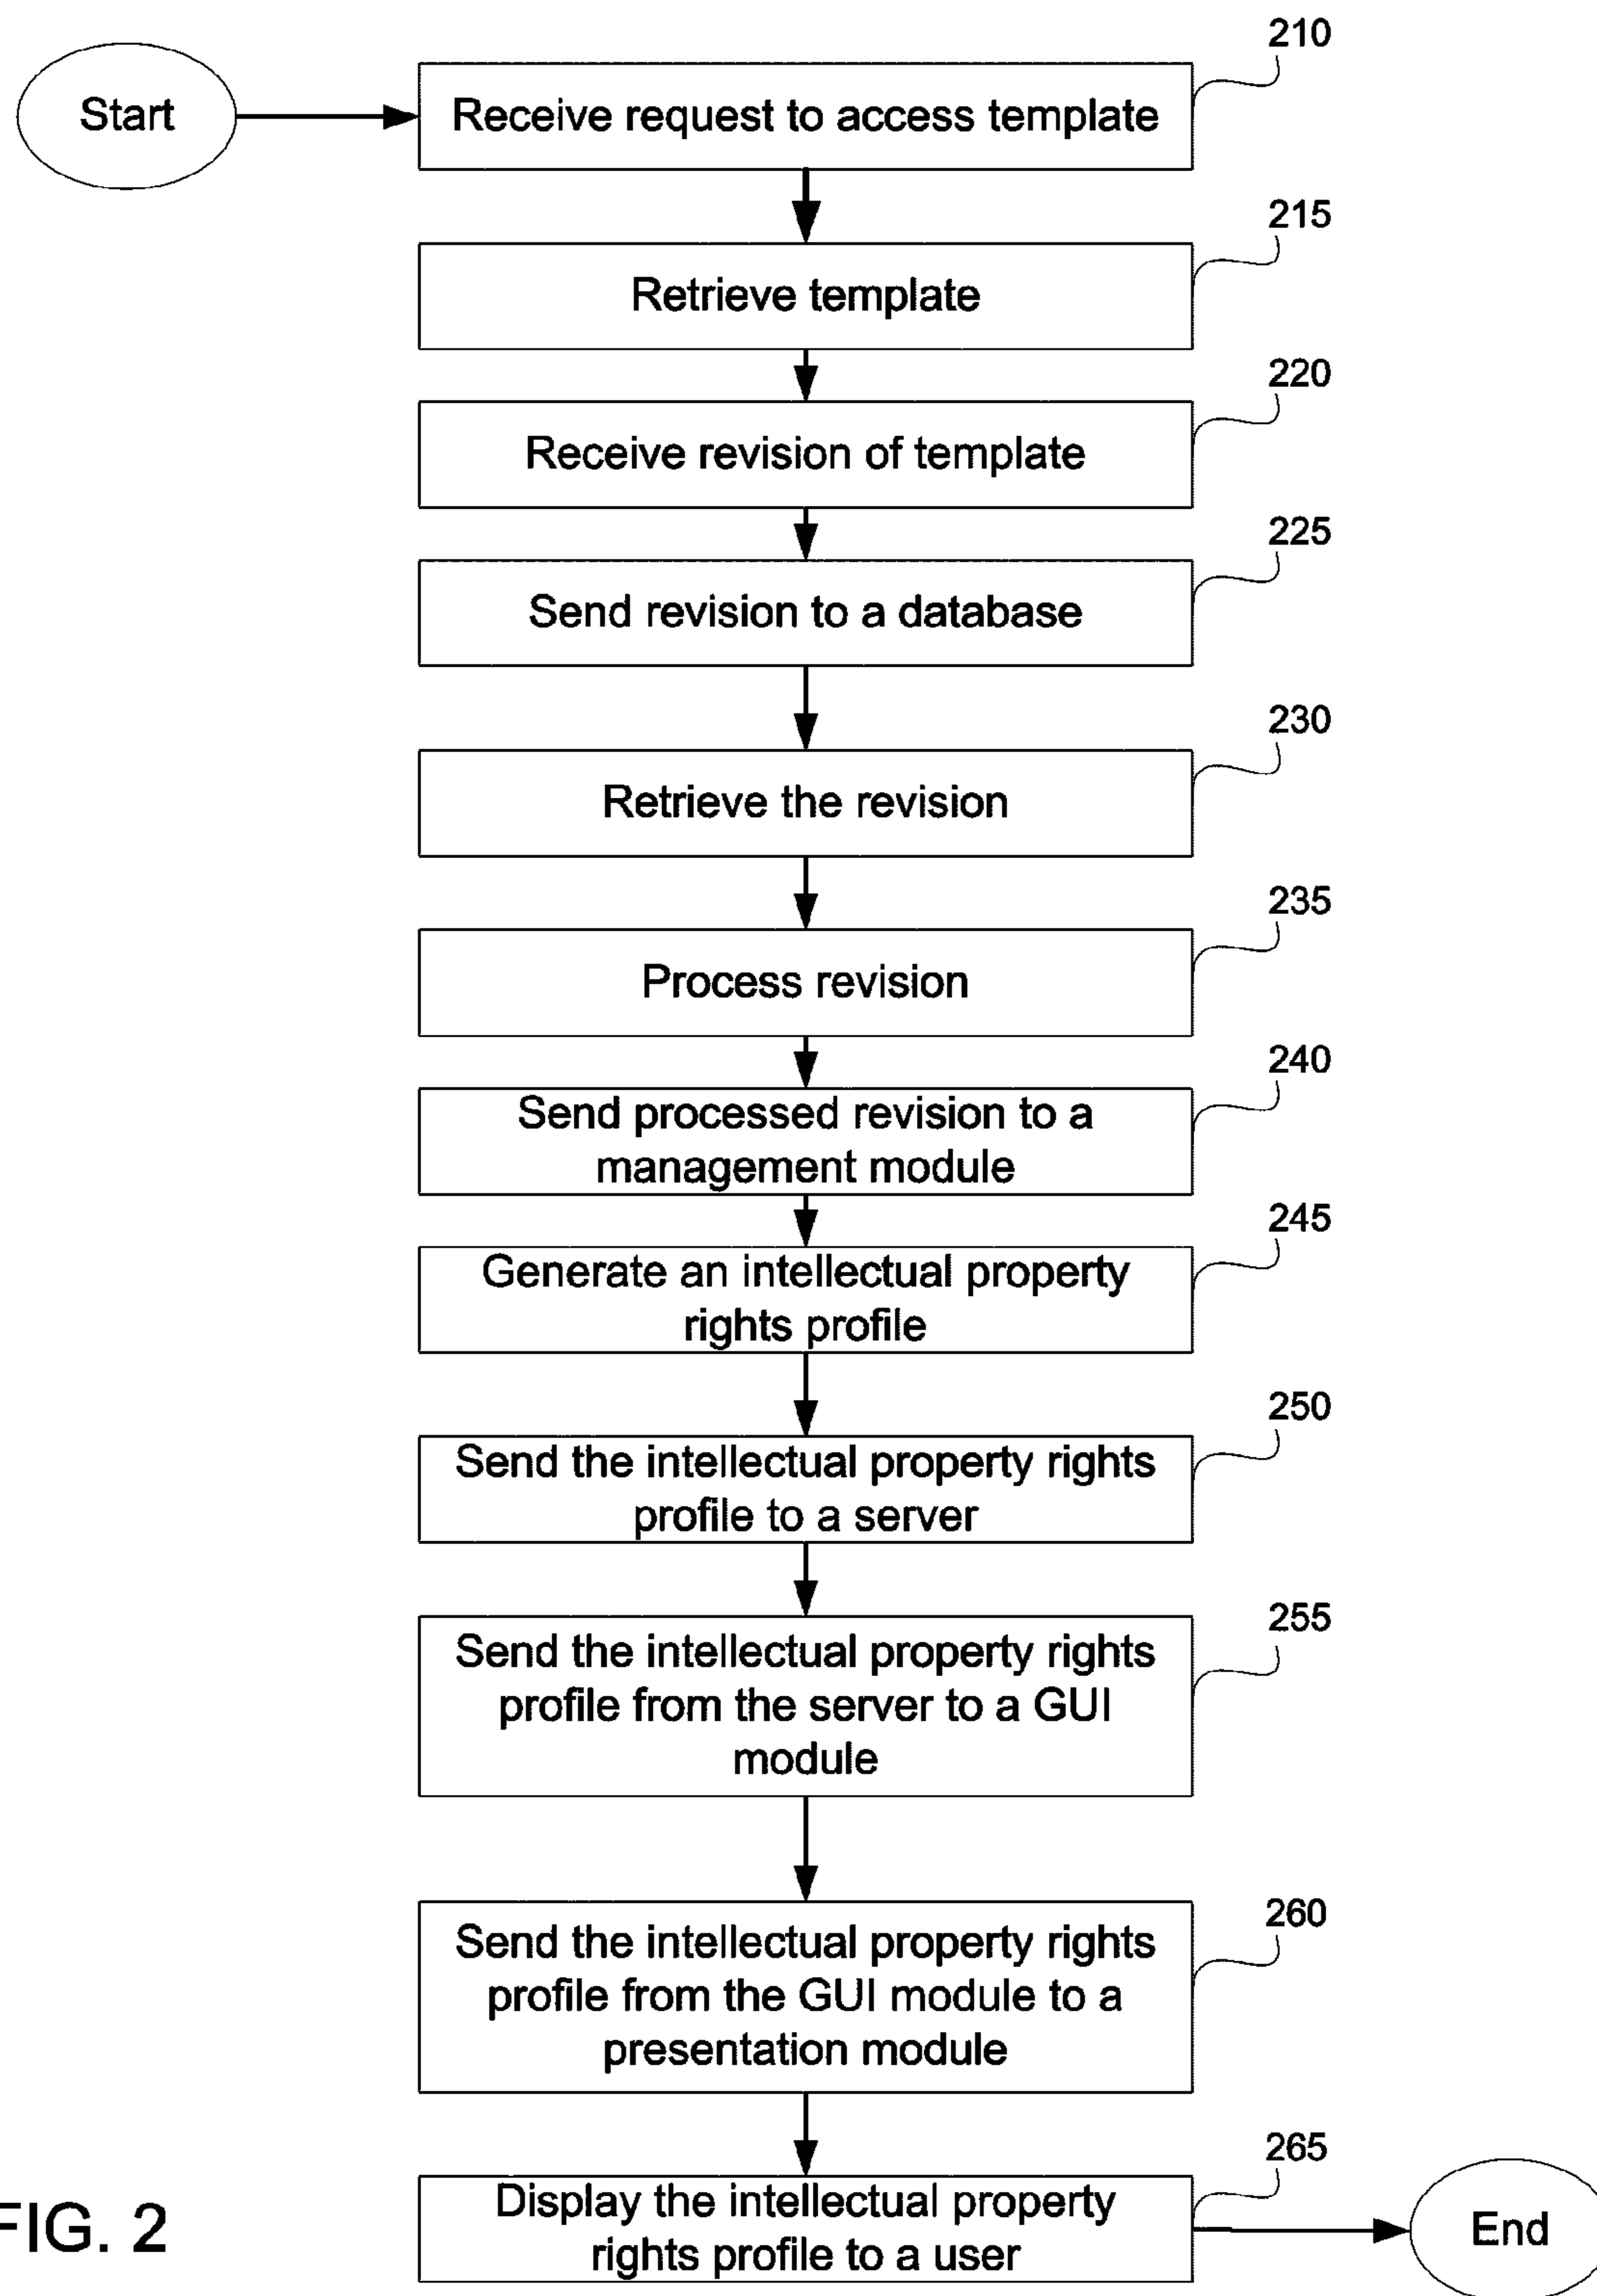 210
Start
Receive request to access template
215
Retrieve template
220
Receive revision of template
225
Send revision to a database
230
Retrieve the revision
235
Process revision
240
Send processed revision to a
management module
245
Generate an intellectual property
rights profile
250
Send the intellectual property rights
profile to a server
255
Send the intellectual property rights
profile from the server to a GUI
module
260
Send the intellectual property rights
profile from the GUI module to a
presentation module
265
Display the intellectual property
rights profile to a user
End
FIG. 2